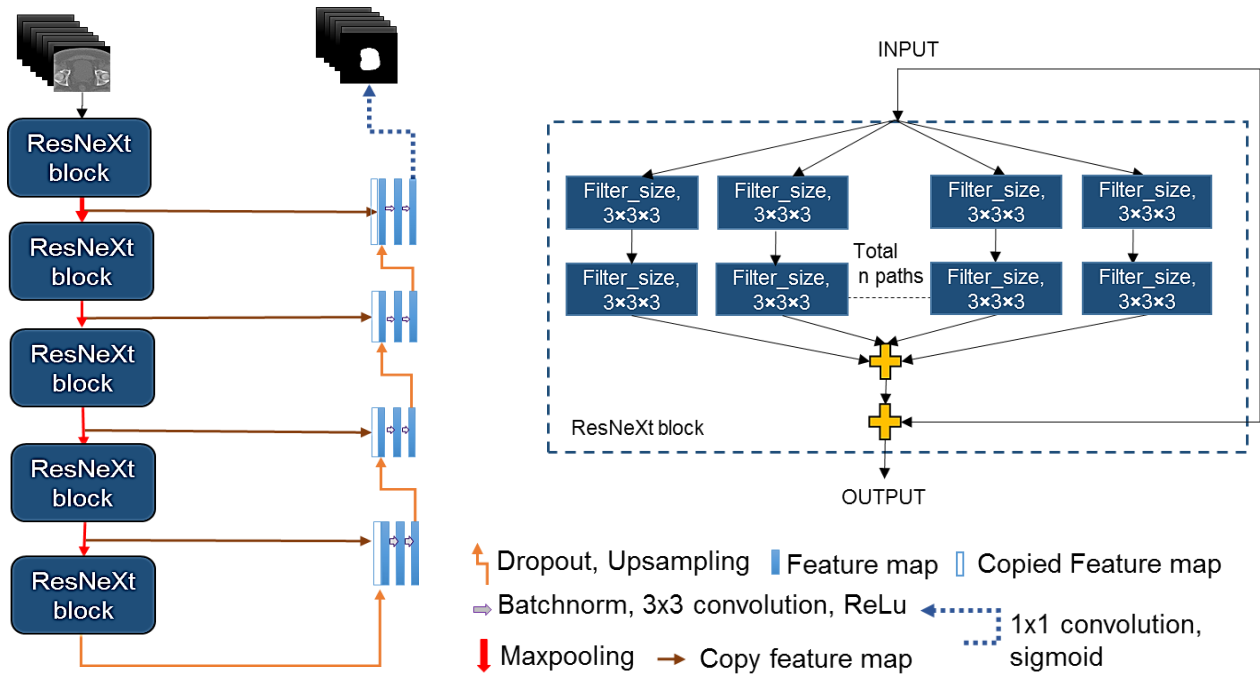 ResNeXt
block
ResNeXt
block
ResNeXt
block
ResNeXt
block
ResNeXt
block
INPUT
Filter_size,
3×3×3
Filter_size,
3×3×3
Filter_size,
3×3×3
Filter_size,
3×3×3
Total
n paths
Filter_size,
3×3×3
Filter_size,
3×3×3
Filter_size,
3×3×3
Filter_size,
3×3×3
ResNeXt block
OUTPUT
Dropout, Upsampling
Feature map
Copied Feature map
Batchnorm, 3x3 convolution, ReLu
1x1 convolution,
sigmoid
Maxpooling
Copy feature map